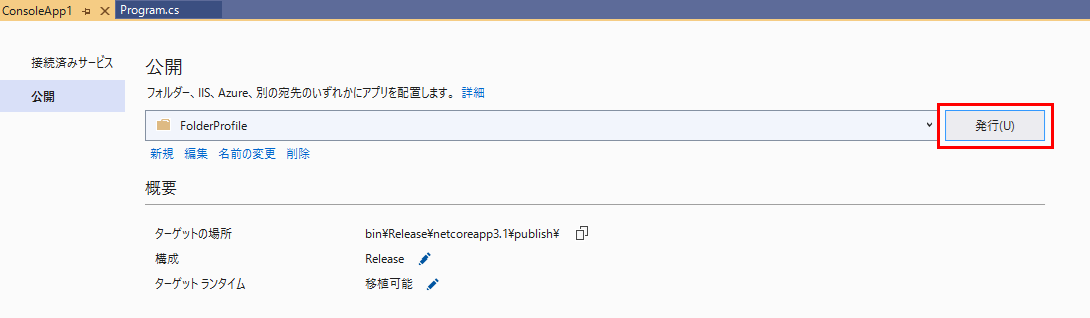 ConsoleApp1
Program.cs
接続済みサービス
公開
公開
フォルダー、IIS、Azure、別の宛先のいずれかにアプリを配置します。 詳細
FolderProfile
発行(U)
新規 編集 名前の変更 削除
概要
ターゲットの場所 bin¥Release¥netcoreapp3.1¥publish¥
構成 Release
ターゲット ランタイム 移植可能